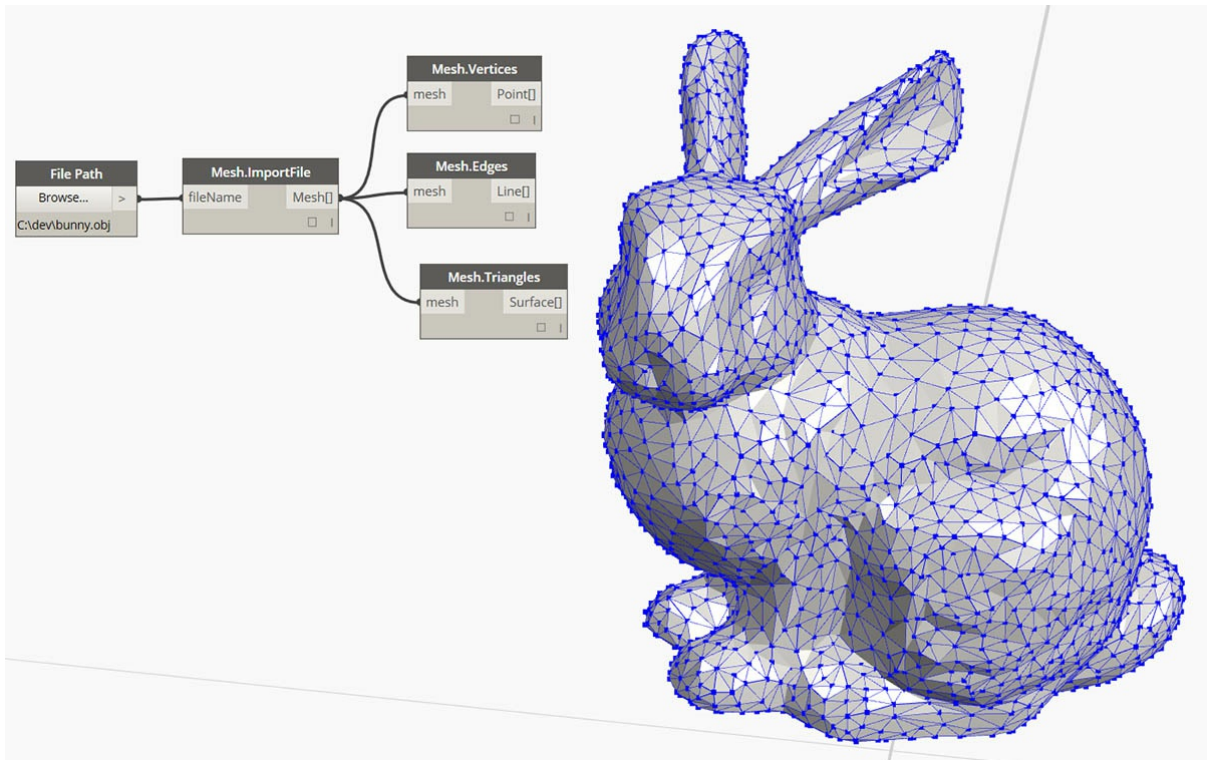 File Path
Browse...
>
C:\dev\bunny.obj
Mesh.ImportFile
fileName Mesh[]
Mesh.Vertices
mesh Point[]
Mesh.Edges
mesh Line[]
Mesh.Triangles
mesh Surface[]